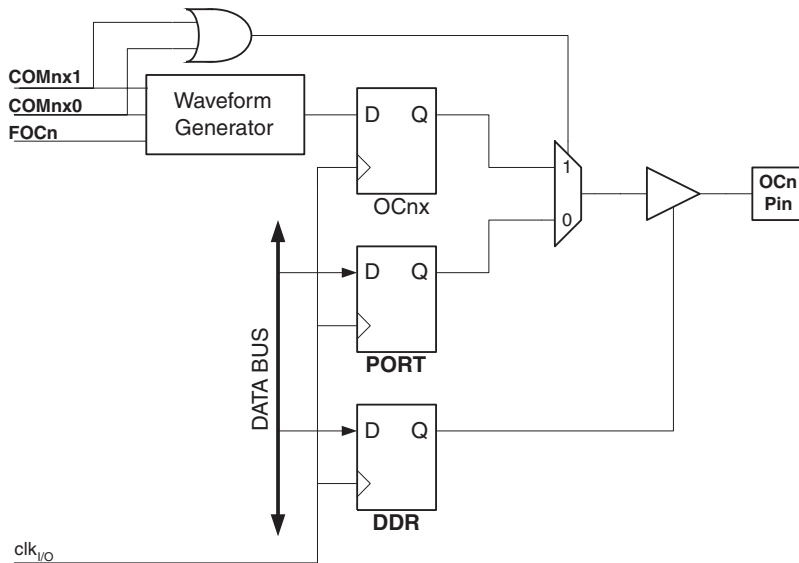 COMnx1
COMnx0
FOCn
Waveform
Generator
D Q
OCnx
1
0
OCn
Pin
DATA BUS
D Q
PORT
D Q
DDR
clkI/O